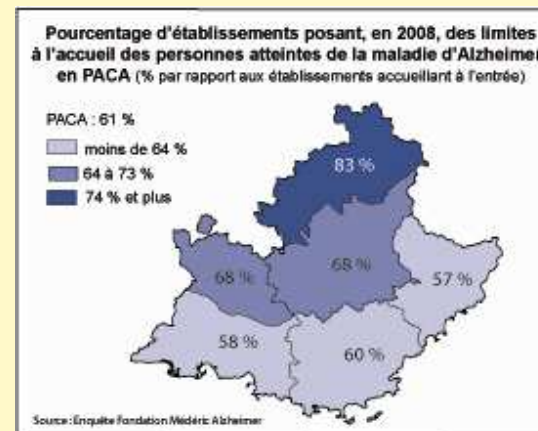 Pourcentage d'établissements posant, en 2008, des limites
à l'accueil des personnes atteintes de la maladie d'Alzheimer
en PACA (% par rapport aux établissements accueillant à l'entrée)
PACA : 61 %
moins de 64 %
64 à 73 %
74 % et plus
83 %
68 %
68 %
57 %
58 %
60 %
Source : Enquête Fondation Médéric Alzheimer